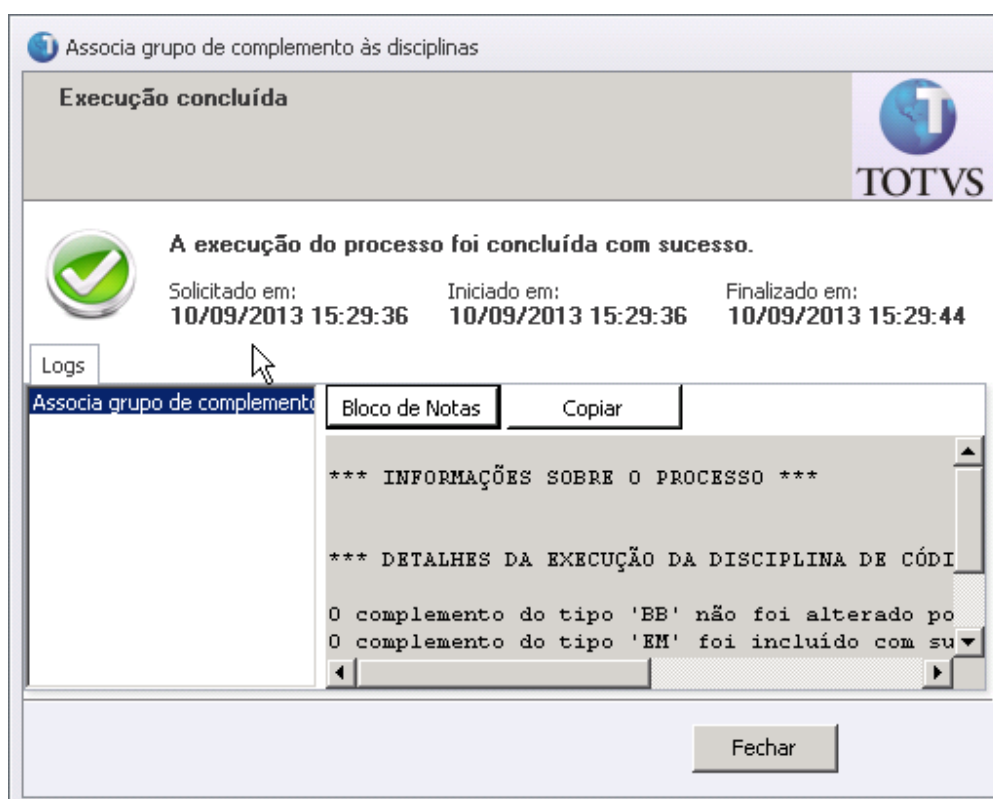 Associa grupo de complemento às disciplinas
Execução concluída
TOTVS
A execução do processo foi concluída com sucesso.
Solicitado em: Iniciado em: Finalizado em:
10/09/2013 15:29:36 10/09/2013 15:29:36 10/09/2013 15:29:44
Logs
Associa grupo de complemento
Bloco de Notas Copiar
*** INFORMAÇÕES SOBRE O PROCESSO ***
*** DETALHES DA EXECUÇÃO DA DISCIPLINA DE CÓDI
O complemento do tipo 'BB' não foi alterado po
O complemento do tipo 'EM' foi incluído com su
Fechar